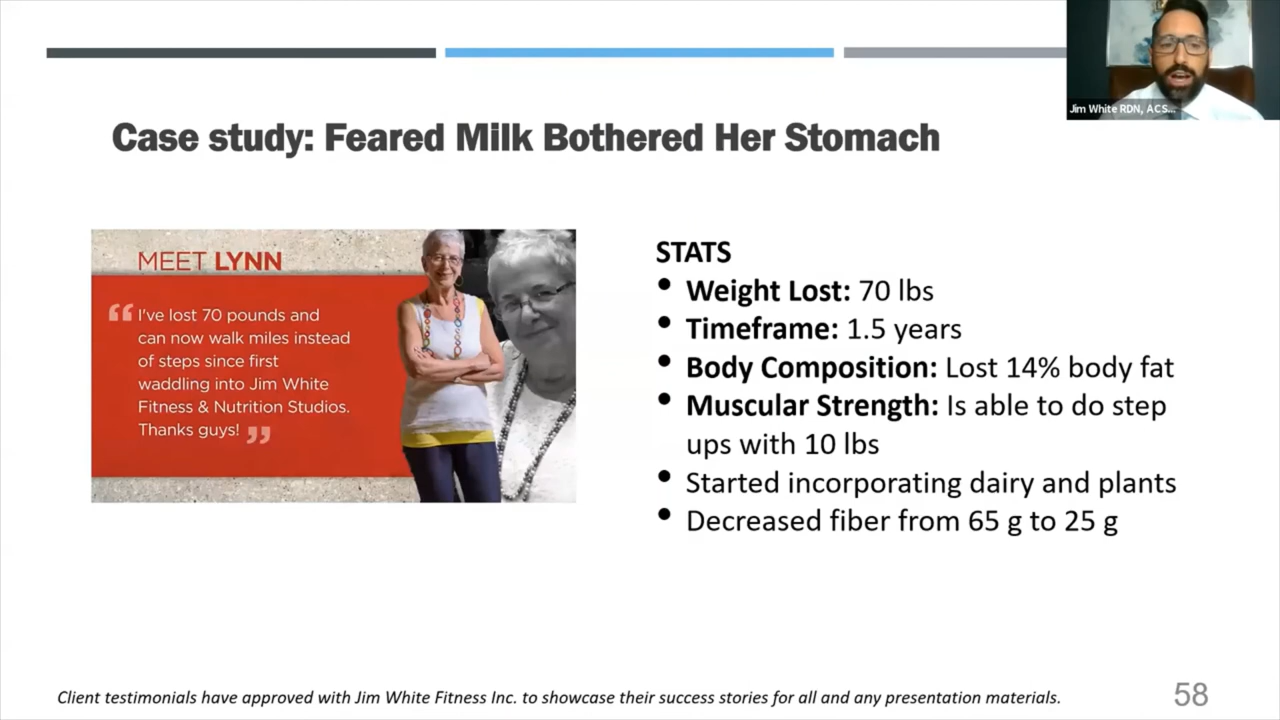 Jim White RDN, ACS...
Case study: Feared Milk Bothered Her Stomach
MEET LYNN
“ I've lost 70 pounds and
can now walk miles instead
of steps since first
waddling into Jim White
Fitness & Nutrition Studios.
Thanks guys! ”
STATS
• Weight Lost: 70 lbs
• Timeframe: 1.5 years
• Body Composition: Lost 14% body fat
• Muscular Strength: Is able to do step
ups with 10 lbs
• Started incorporating dairy and plants
• Decreased fiber from 65 g to 25 g
Client testimonials have approved with Jim White Fitness Inc. to showcase their success stories for all and any presentation materials.
58